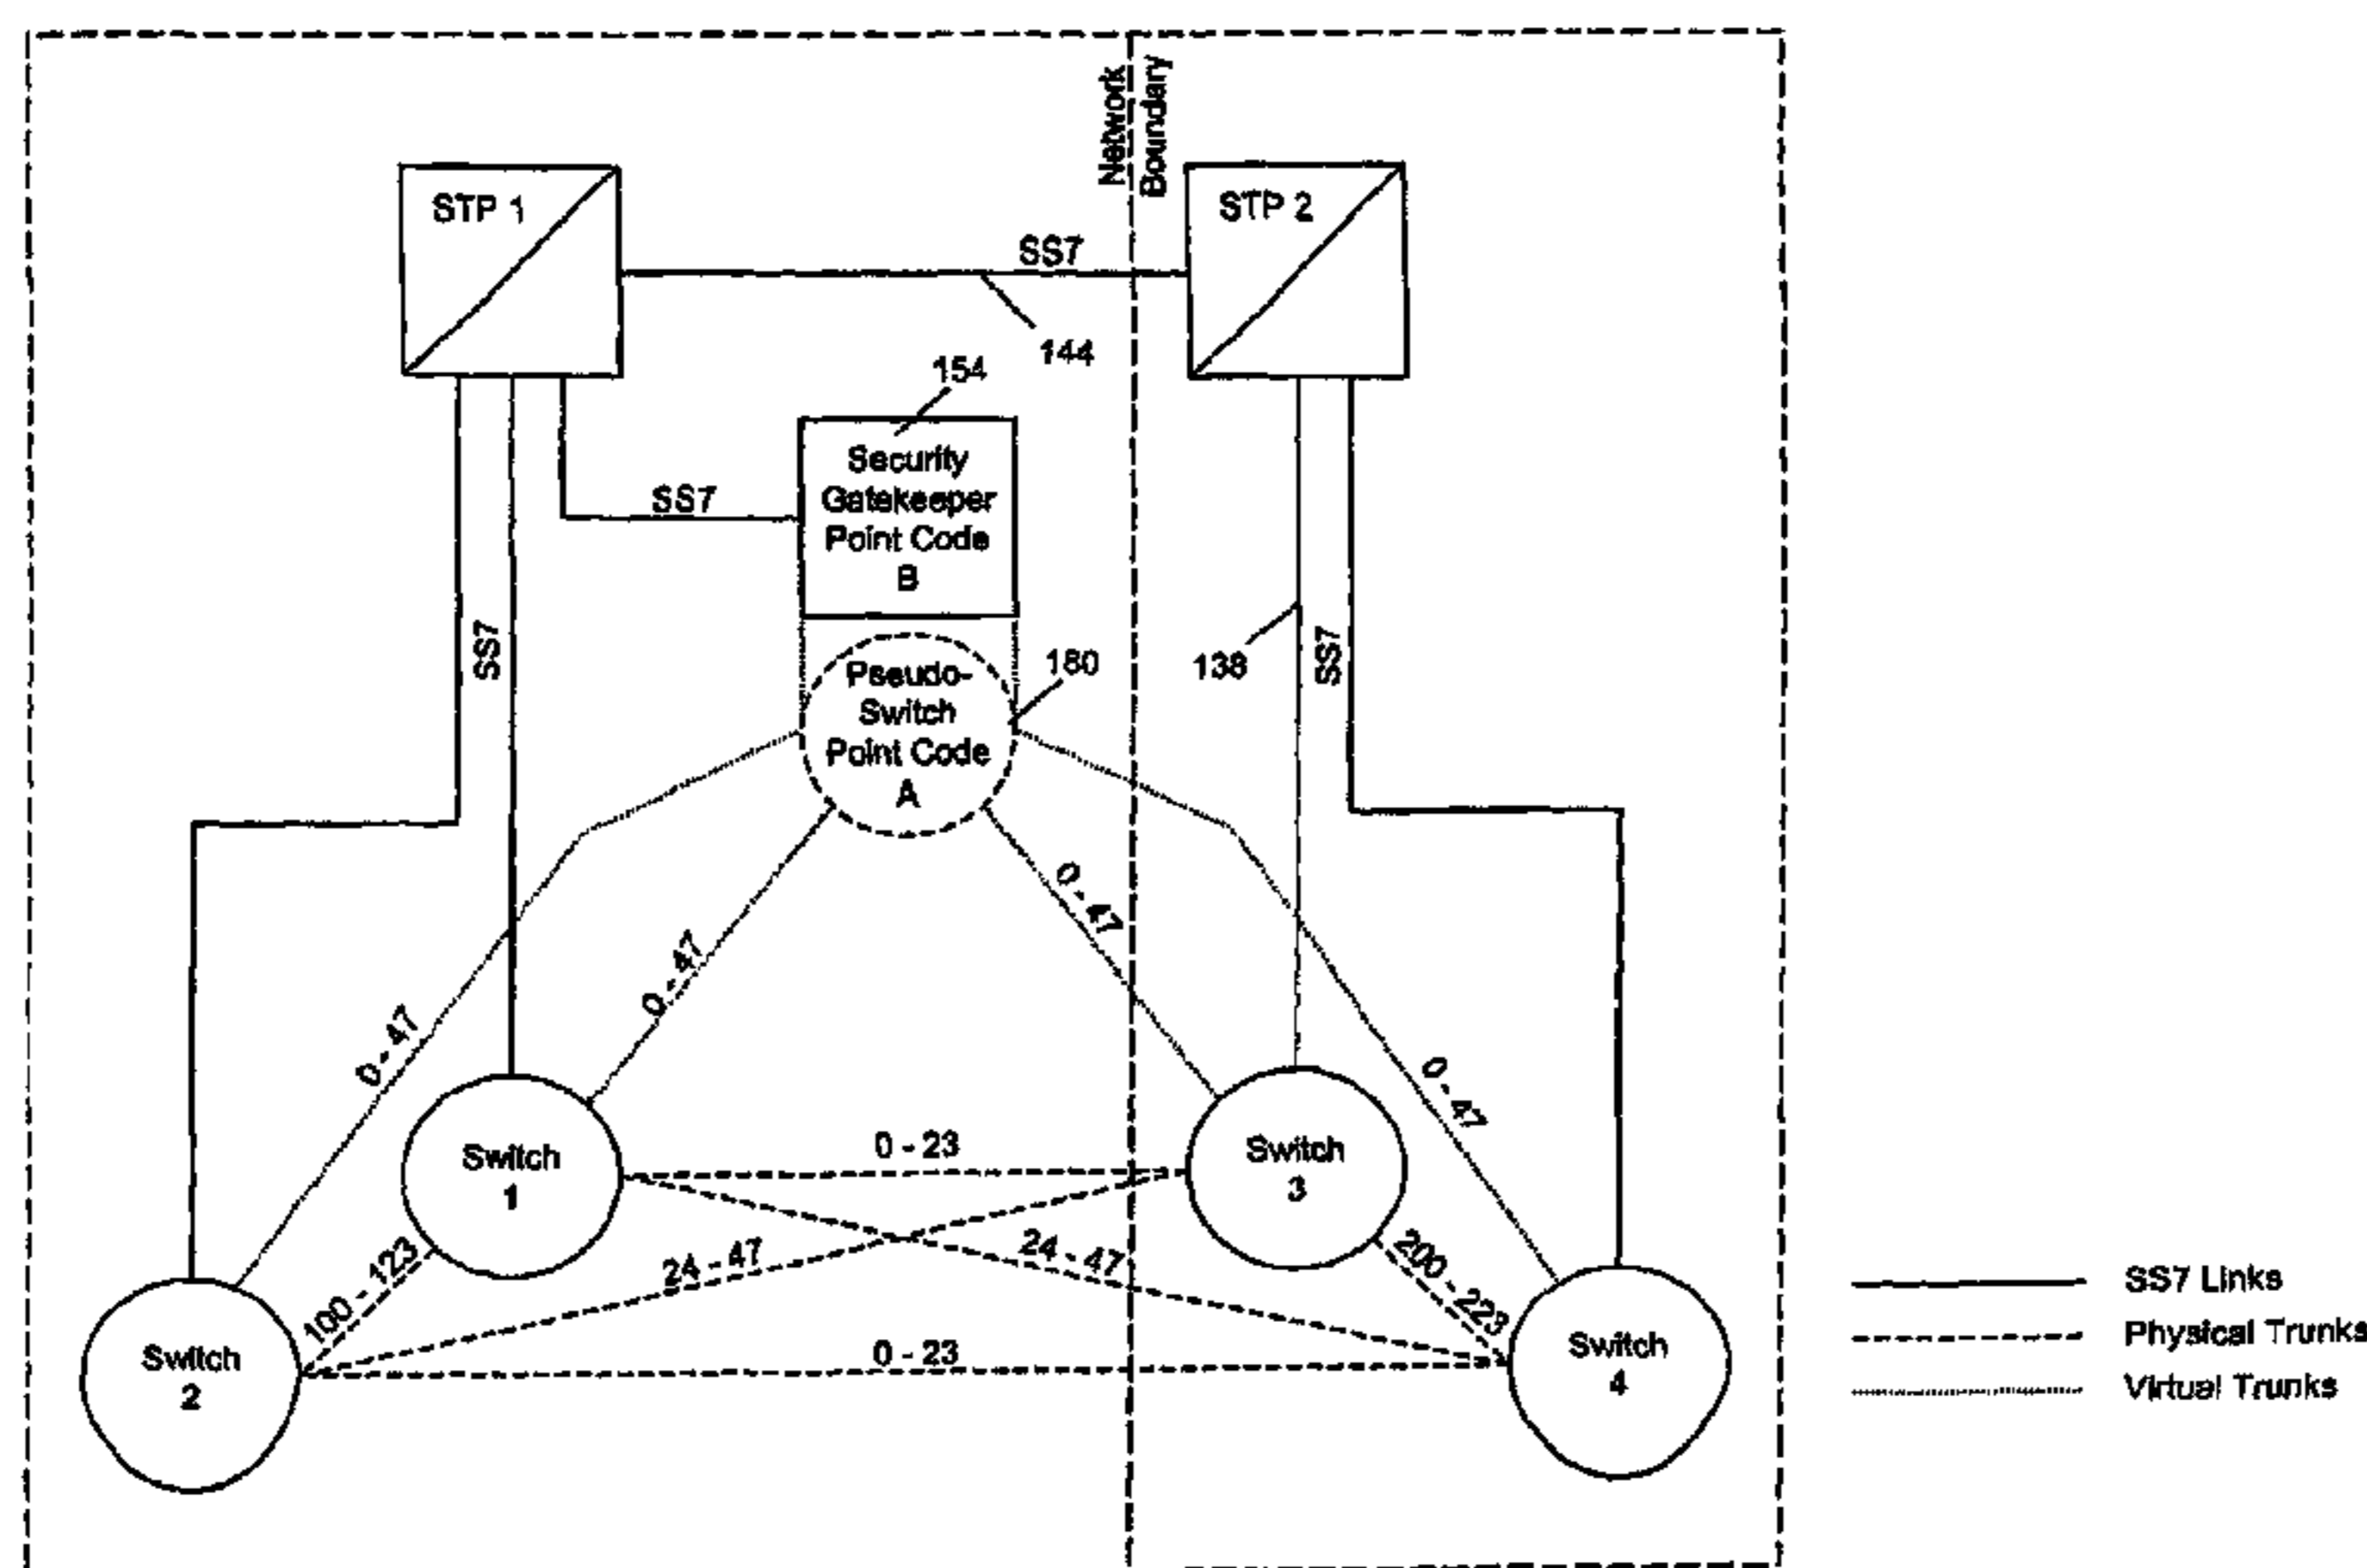 Network
Boundary
STP 1
STP 2
SS7
144
154
Security
Gatekeeper
Point Code
B
SS7
SS7
Pseudo-
Switch
Point Code
A
180
138
SS7
0 - 47
0 - 47
0 - 47
0 - 47
Switch
1
0 - 23
Switch
3
24 - 47
24 - 47
100 - 123
200 - 223
0 - 23
Switch
2
Switch
4
SS7 Links
Physical Trunks
Virtual Trunks